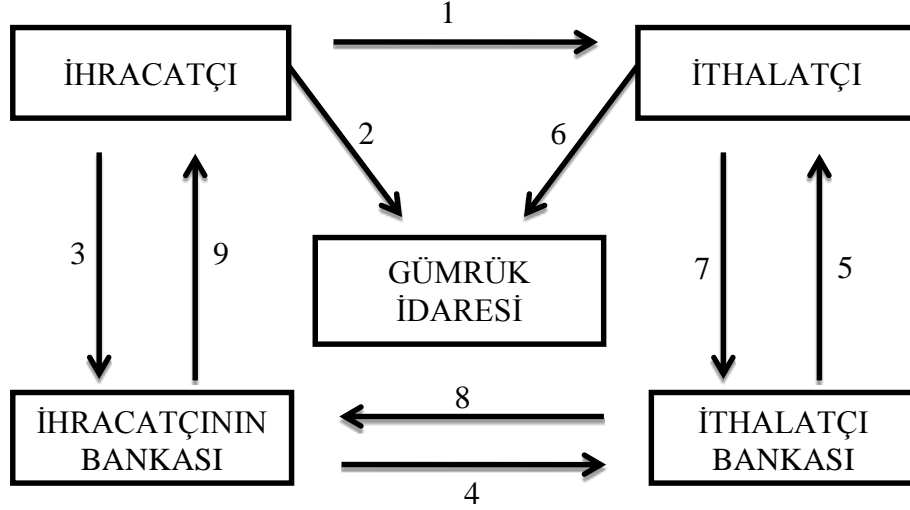 1
İHRACATÇI
İTHALATÇI
2
6
3
9
GÜMRÜK
İDARESİ
7
5
İHRACATÇININ
BANKASI
8
4
İTHALATÇI
BANKASI